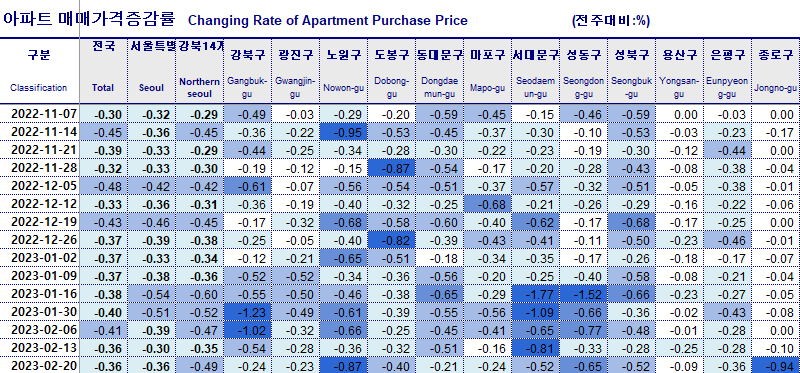 아파트 매매가격증감률 Changing Rate of Apartment Purchase Price (전주대비:%)
구분 전국 서울특별 강북14개 강북구 광진구 노원구 도봉구 동대문구 마포구 서대문구 성동구 성북구 용산구 은평구 종로구
Classification Total Seoul Northern seoul Gangbuk-gu Gwangjin-gu Nowon-gu Dobong-gu Dongdaemun-gu Mapo-gu Seodaemun-gu Seongdong-gu Seongbuk-gu Yongsan-gu Eunpyeong-gu Jongno-gu
2022-11-07 -0.30 -0.32 -0.29 -0.49 -0.03 -0.29 -0.20 -0.59 -0.45 -0.15 -0.46 -0.59 0.00 -0.03 0.00
2022-11-14 -0.45 -0.36 -0.45 -0.36 -0.22 -0.95 -0.53 -0.45 -0.37 -0.30 -0.10 -0.53 -0.03 -0.23 -0.17
2022-11-21 -0.39 -0.33 -0.29 -0.44 -0.25 -0.34 -0.28 -0.30 -0.22 -0.23 -0.19 -0.30 -0.12 -0.44 0.00
2022-11-28 -0.32 -0.33 -0.30 -0.19 -0.12 -0.15 -0.87 -0.54 -0.17 -0.20 -0.28 -0.43 -0.08 -0.38 -0.04
2022-12-05 -0.48 -0.42 -0.42 -0.61 -0.07 -0.56 -0.54 -0.51 -0.37 -0.57 -0.32 -0.51 -0.05 -0.38 -0.01
2022-12-12 -0.33 -0.36 -0.31 -0.36 -0.19 -0.40 -0.32 -0.25 -0.68 -0.21 -0.26 -0.29 -0.16 -0.22 -0.06
2022-12-19 -0.43 -0.46 -0.45 -0.17 -0.32 -0.68 -0.58 -0.60 -0.40 -0.62 -0.17 -0.68 -0.17 -0.25 0.00
2022-12-26 -0.37 -0.39 -0.38 -0.25 -0.05 -0.40 -0.82 -0.39 -0.43 -0.41 -0.11 -0.50 -0.23 -0.46 -0.01
2023-01-02 -0.37 -0.33 -0.34 -0.12 -0.21 -0.65 -0.51 -0.18 -0.34 -0.35 -0.17 -0.26 -0.18 -0.17 -0.07
2023-01-09 -0.37 -0.38 -0.36 -0.52 -0.52 -0.34 -0.36 -0.56 -0.20 -0.25 -0.40 -0.58 -0.08 -0.21 -0.04
2023-01-16 -0.38 -0.54 -0.60 -0.55 -0.50 -0.46 -0.38 -0.65 -0.29 -1.77 -1.52 -0.66 -0.23 -0.27 -0.05
2023-01-30 -0.40 -0.51 -0.52 -1.23 -0.49 -0.61 -0.39 -0.55 -0.56 -1.09 -0.66 -0.36 -0.02 -0.43 -0.08
2023-02-06 -0.41 -0.39 -0.47 -1.02 -0.32 -0.66 -0.25 -0.45 -0.41 -0.65 -0.77 -0.48 -0.01 -0.28 0.00
2023-02-13 -0.36 -0.30 -0.35 -0.54 -0.28 -0.36 -0.32 -0.51 -0.16 -0.81 -0.33 -0.28 -0.25 -0.28 -0.10
2023-02-20 -0.36 -0.36 -0.49 -0.24 -0.23 -0.87 -0.40 -0.21 -0.24 -0.52 -0.65 -0.52 -0.09 -0.36 -0.94